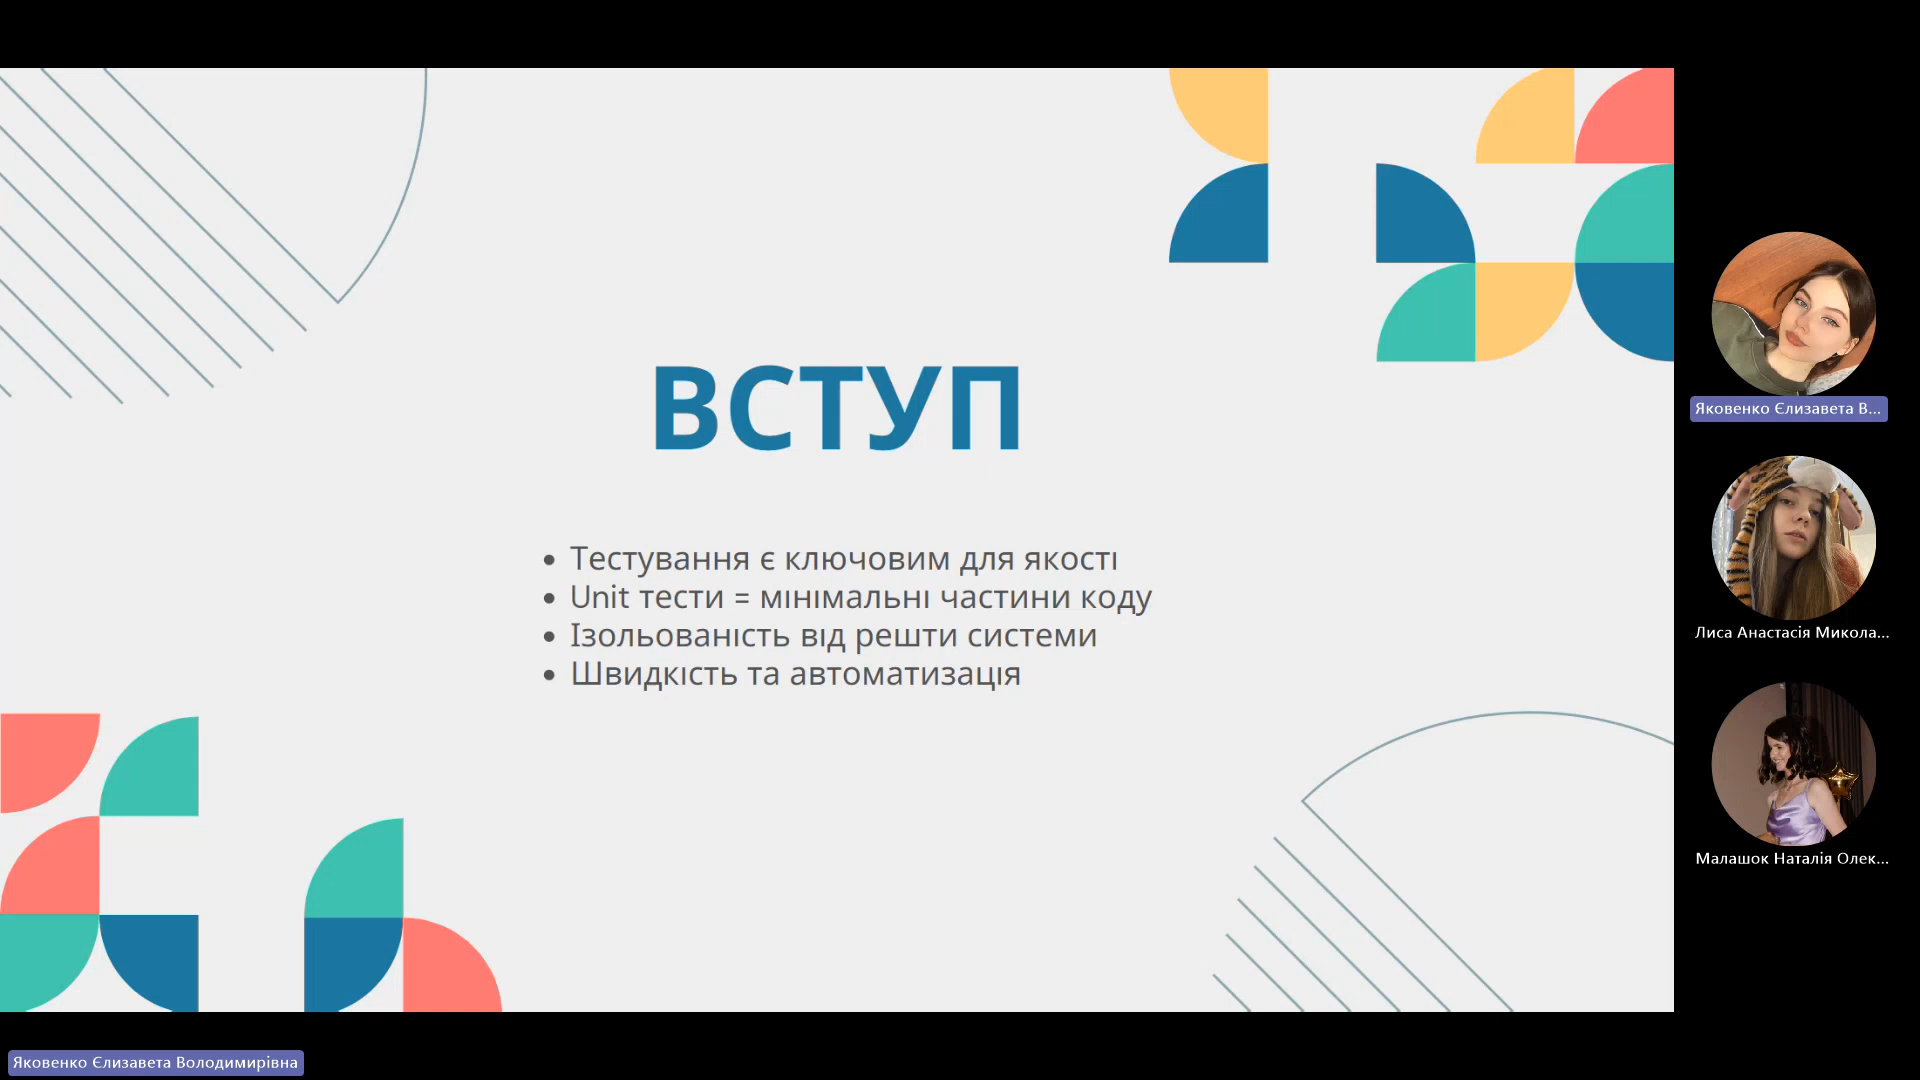 ВСТУП
• Тестування є ключовим для якості
• Unit тести = мінімальні частини коду
• Ізольованість від решти системи
• Швидкість та автоматизація
Яковенко Єлизавета В...
Лиса Анастасія Микола...
Малашок Наталія Олек...
Яковенко Єлизавета Володимирівна